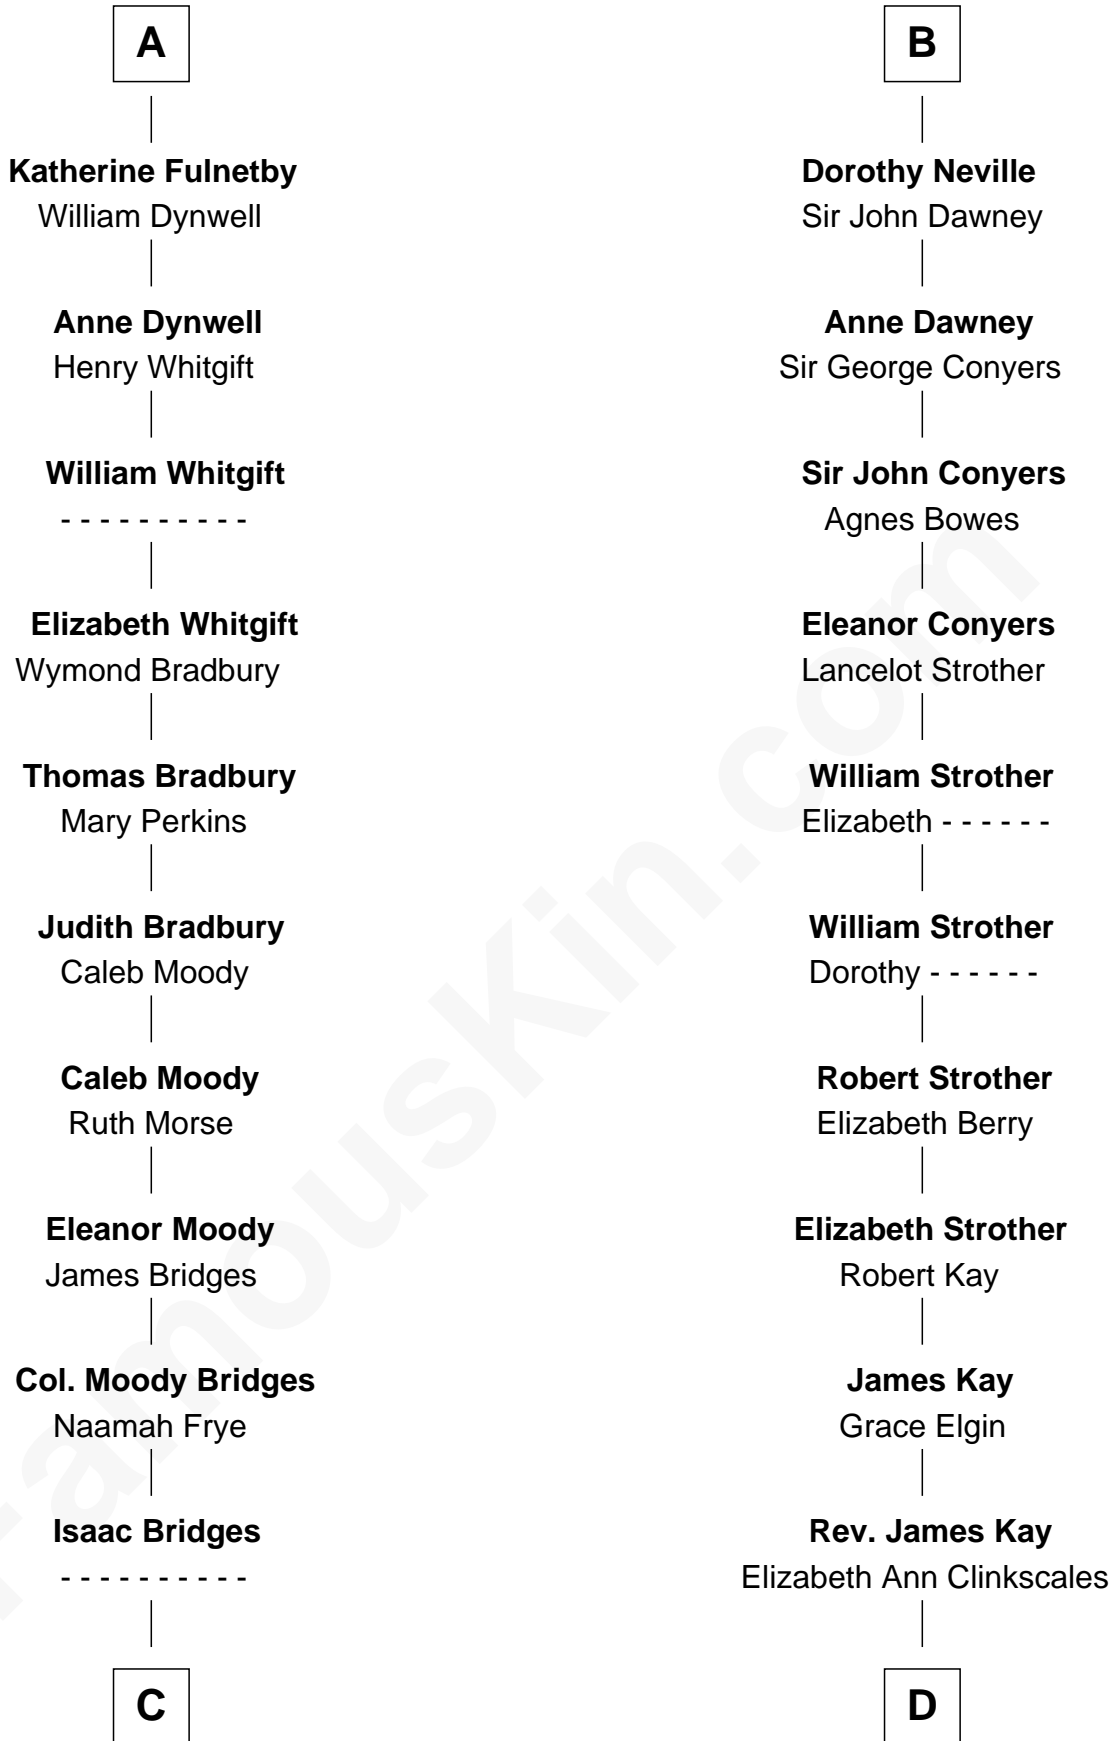 A
Katherine Fulnetby
William Dynwell
Anne Dynwell
Henry Whitgift
William Whitgift
- - - - - - - - - -
Elizabeth Whitgift
Wymond Bradbury
Thomas Bradbury
Mary Perkins
Judith Bradbury
Caleb Moody
Caleb Moody
Ruth Morse
Eleanor Moody
James Bridges
Col. Moody Bridges
Naamah Frye
Isaac Bridges
- - - - - - - - - -
C
B
Dorothy Neville
Sir John Dawney
Anne Dawney
Sir George Conyers
Sir John Conyers
Agnes Bowes
Eleanor Conyers
Lancelot Strother
William Strother
Elizabeth - - - - - -
William Strother
Dorothy - - - - - -
Robert Strother
Elizabeth Berry
Elizabeth Strother
Robert Kay
James Kay
Grace Elgin
Rev. James Kay
Elizabeth Ann Clinkscales
D
FamousKin.com